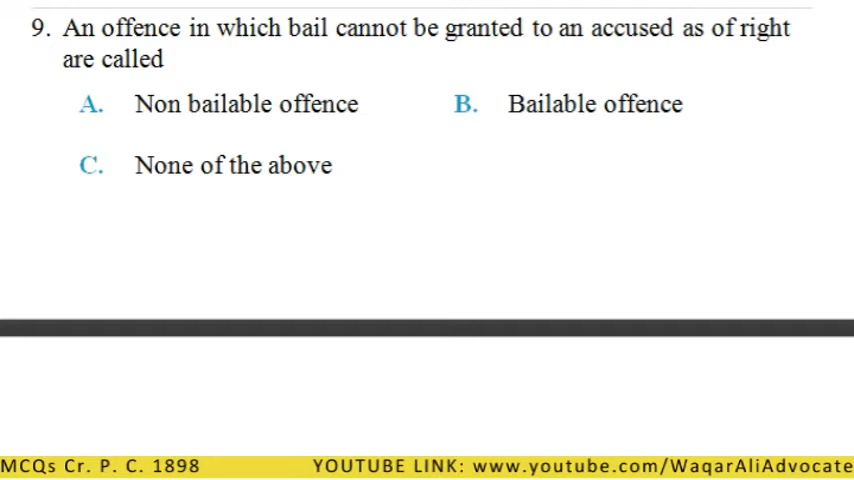 9. An offence in which bail cannot be granted to an accused as of right
are called
A. Non bailable offence B. Bailable offence
C. None of the above
MCQs Cr. P. C. 1898 YOUTUBE LINK: www.youtube.com/WaqarAliAdvocate